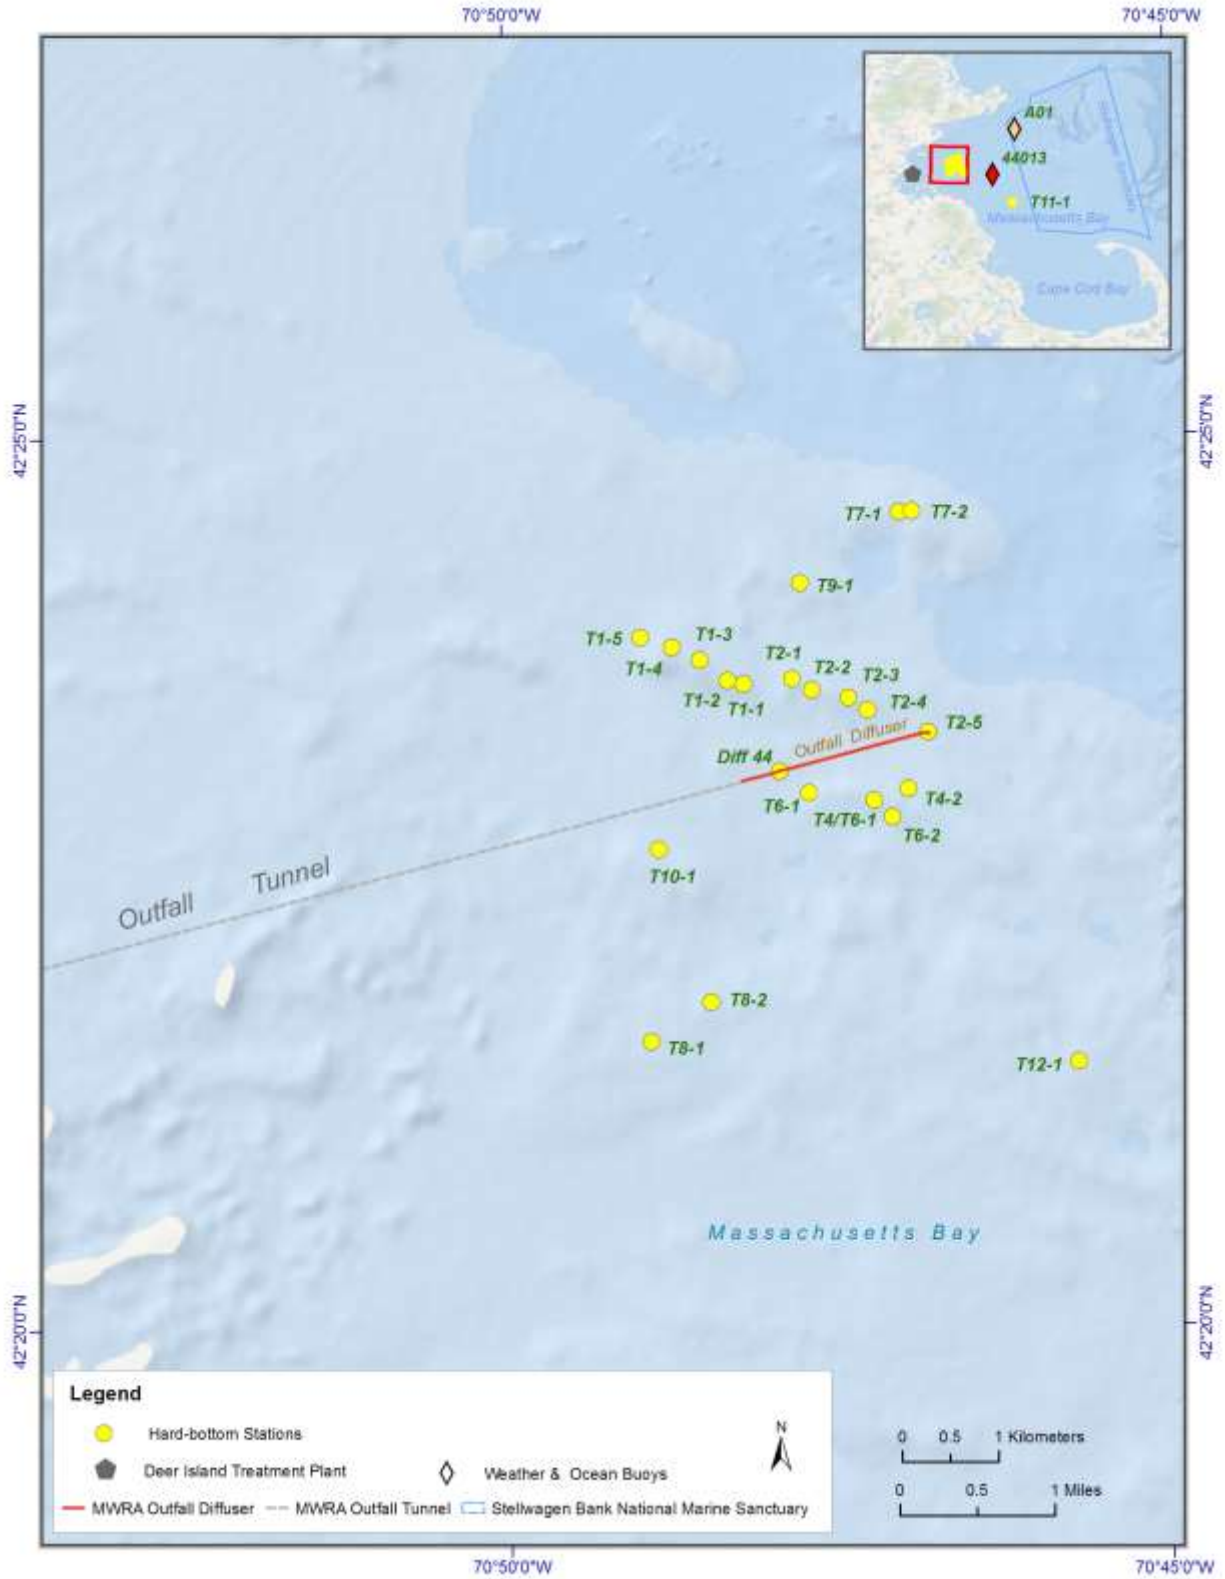 70°50'0"W
70°45'0"W
A01
44013
T11-1
Massachusetts Bay
Cape Cod Bay
42°25'0"N
42°25'0"N
T7-1
T7-2
T9-1
T1-5
T1-3
T1-4
T2-1
T2-2
T2-3
T1-2
T1-1
T2-4
Outfall Diffuser
T2-5
Diff 44
T6-1
T4/T6-1
T4-2
T6-2
Outfall Tunnel
T10-1
T8-2
T8-1
T12-1
Massachusetts Bay
42°20'0"N
42°20'0"N
Legend
Hard-bottom Stations
Deer Island Treatment Plant
Weather & Ocean Buoys
MWRA Outfall Diffuser
MWRA Outfall Tunnel
Stellwagen Bank National Marine Sanctuary
N
0 0.5 1 Kilometers
0 0.5 1 Miles
70°50'0"W
70°45'0"W